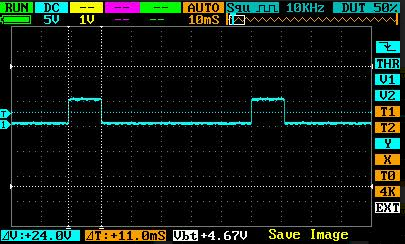 RUN DC -- -- -- AUTO Squ 10KHz DUT 50%
5V 1V 10mS
THR
V1
V2
T1
T2
Y
X
T0
4K
EXT
T
1
ΔV:+24.0V ΔT:+11.0mS Vbt +4.67V Save Image